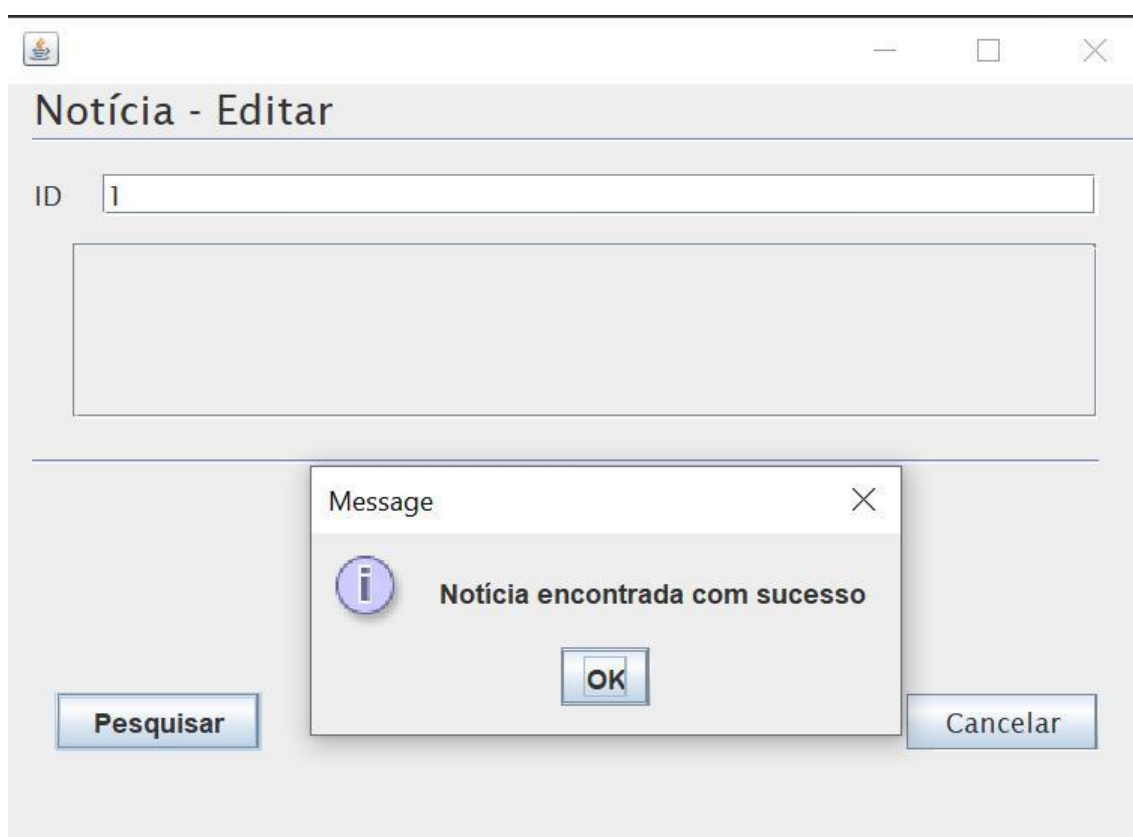 Notícia - Editar
ID 1
Message
Notícia encontrada com sucesso
OK
Pesquisar
Cancelar